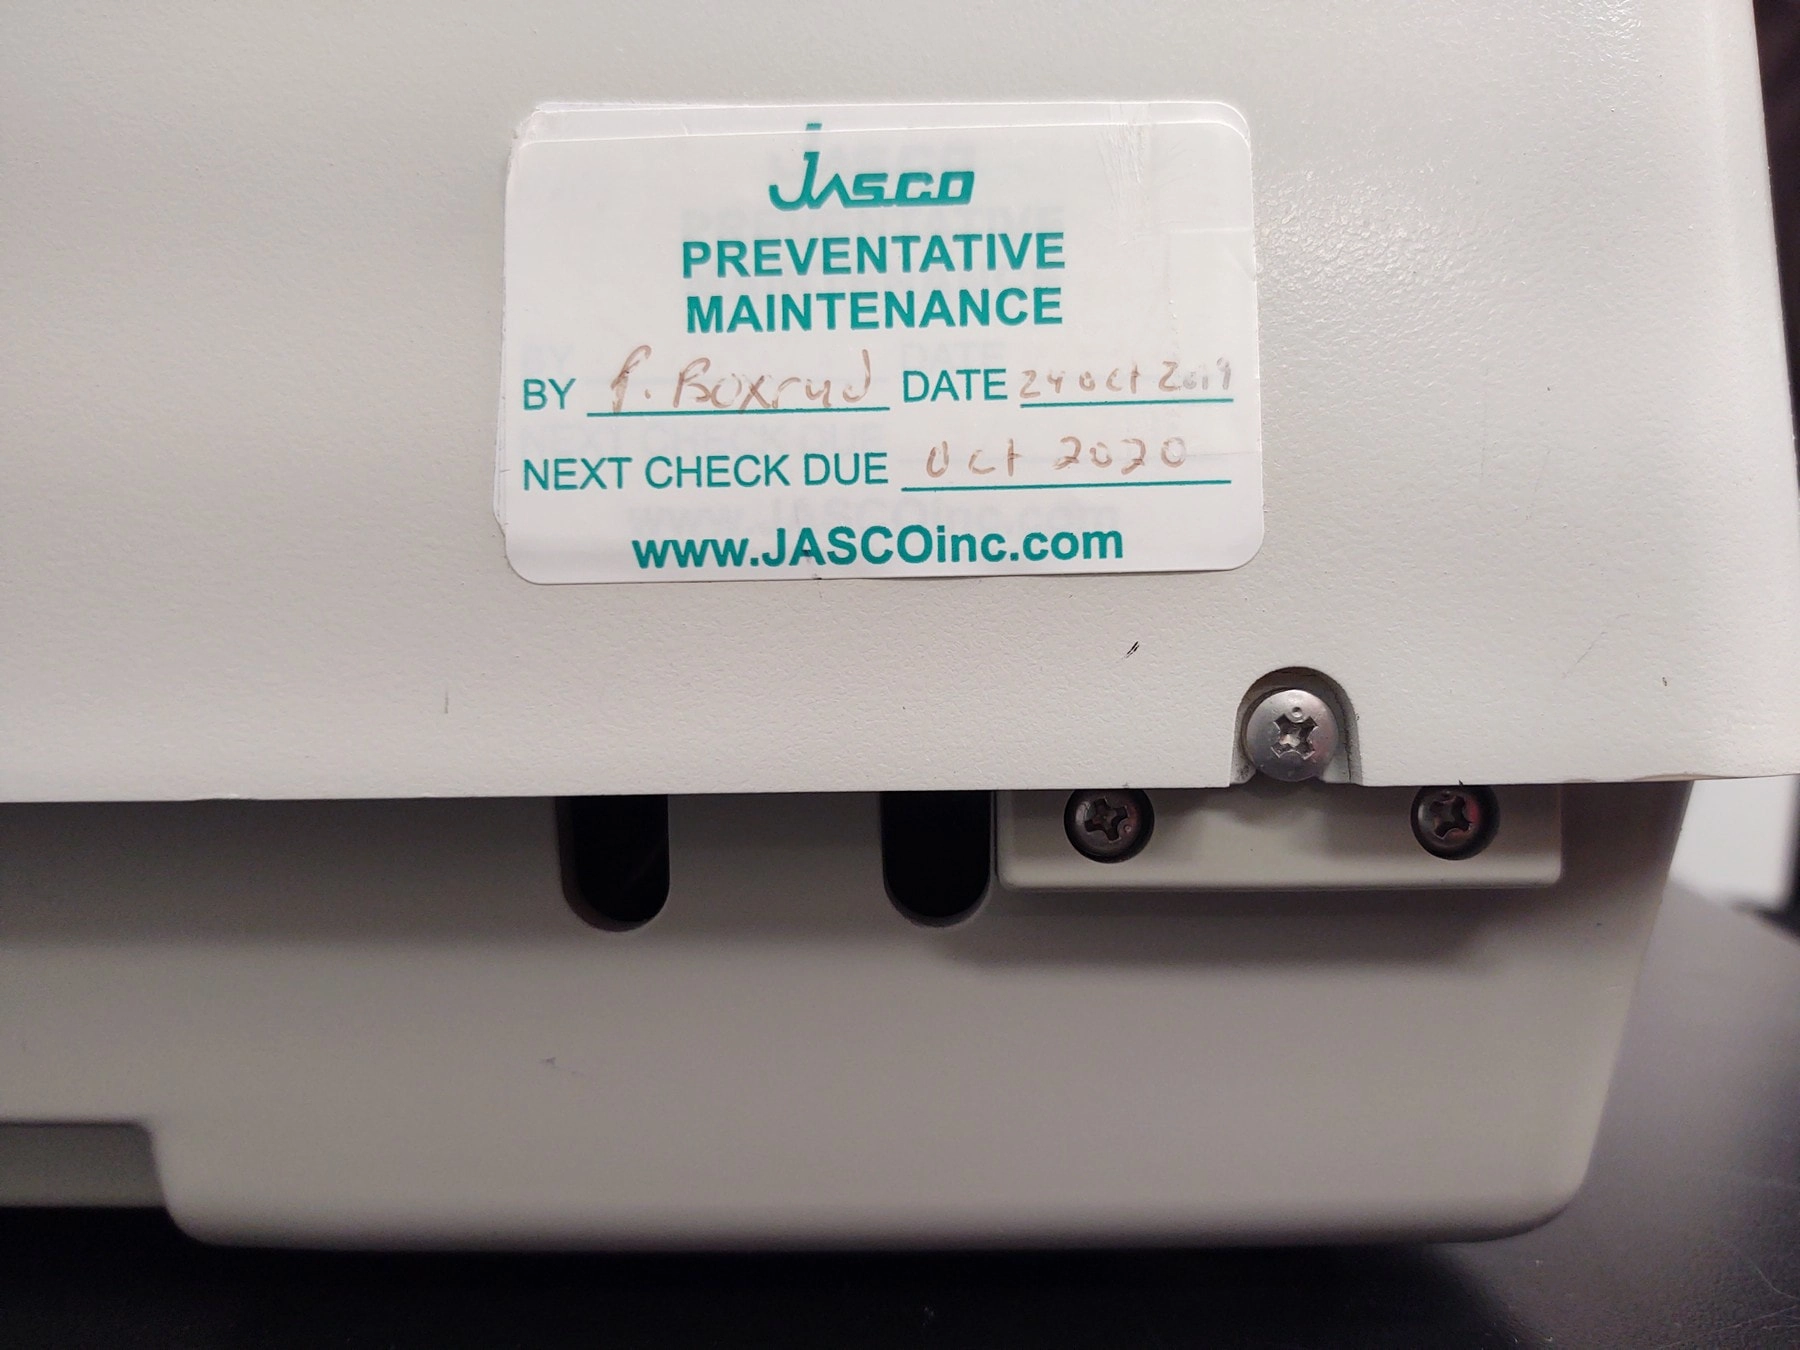 JASCO
PREVENTATIVE
MAINTENANCE
BY P. Boxrud DATE 24 Oct 2019
NEXT CHECK DUE Oct 2020
www.JASCOinc.com